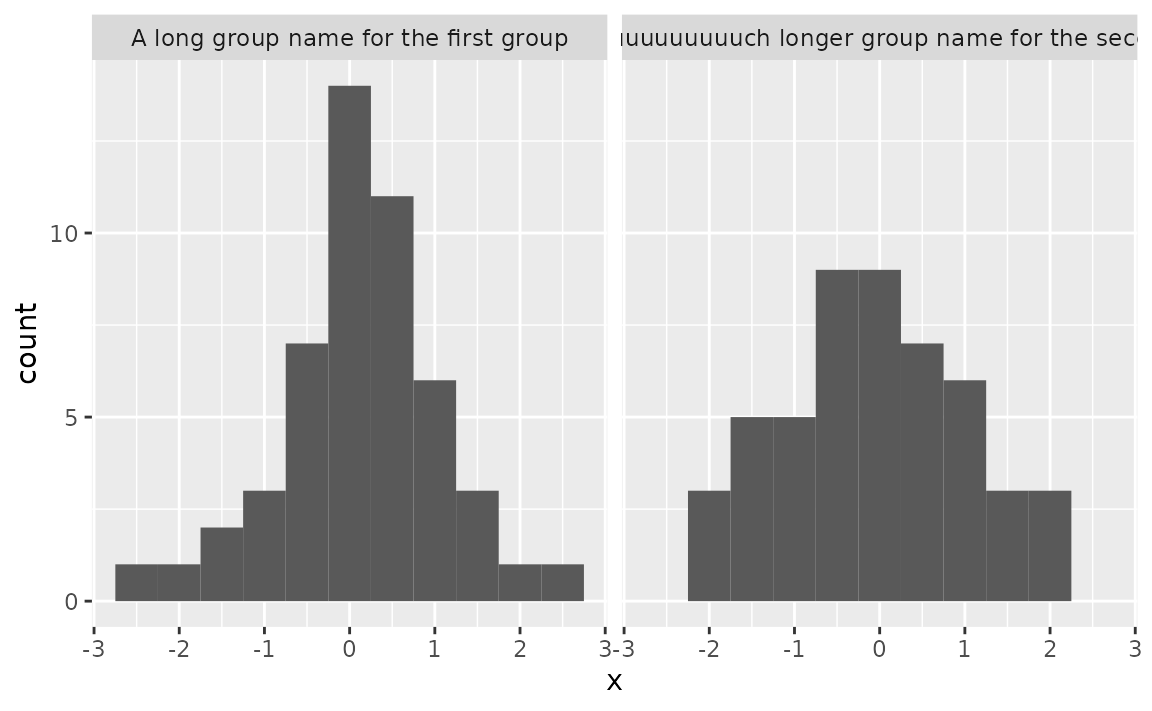 A long group name for the first group
uuuuuuuuch longer group name for the sec
count
10
5
0
-3 -2 -1 0 1 2 3
-3 -2 -1 0 1 2 3
x